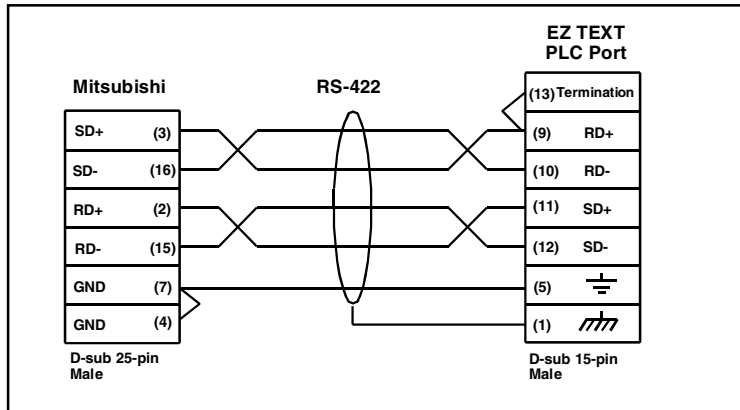 EZ TEXT
PLC Port
Mitsubishi
RS-422
(13) Termination
SD+ (3)
(9) RD+
SD- (16)
(10) RD-
RD+ (2)
(11) SD+
RD- (15)
(12) SD-
GND (7)
(5)
GND (4)
(1)
D-sub 25-pin
Male
D-sub 15-pin
Male